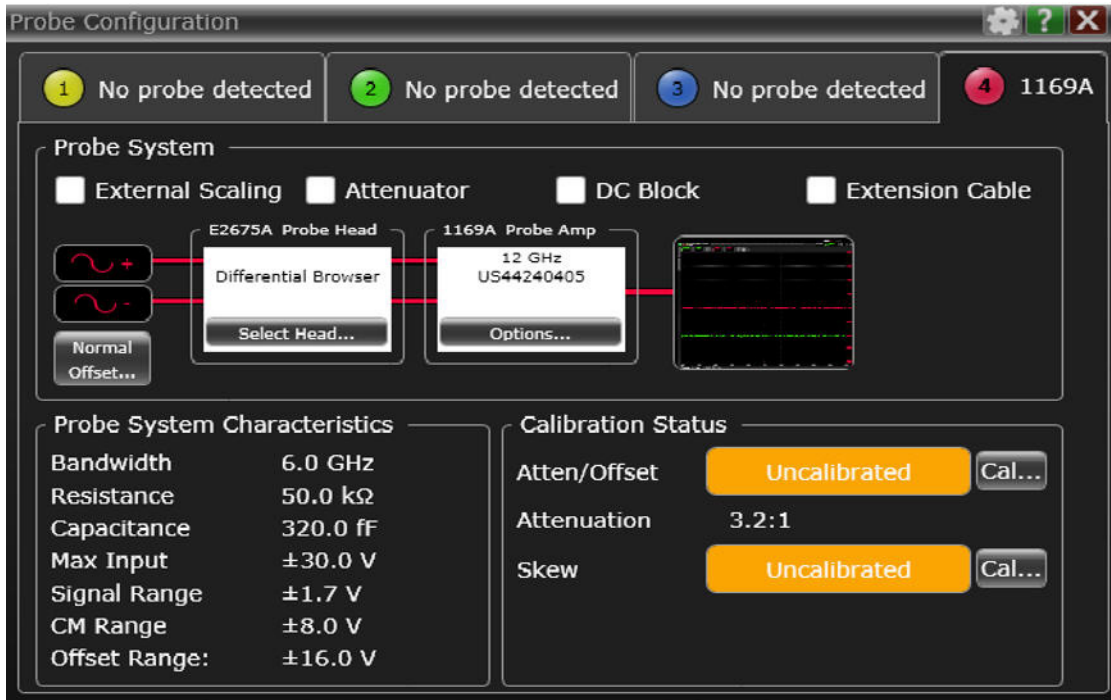 Probe Configuration
?
X
1 No probe detected
2 No probe detected
3 No probe detected
4 1169A
Probe System
External Scaling
Attenuator
DC Block
Extension Cable
E2675A Probe Head
1169A Probe Amp
+
-
Differential Browser
12 GHz
US44240405
Select Head...
Options...
Normal
Offset...
Probe System Characteristics
Bandwidth 6.0 GHz
Resistance 50.0 kΩ
Capacitance 320.0 fF
Max Input ±30.0 V
Signal Range ±1.7 V
CM Range ±8.0 V
Offset Range: ±16.0 V
Calibration Status
Atten/Offset Uncalibrated Cal...
Attenuation 3.2:1
Skew Uncalibrated Cal...